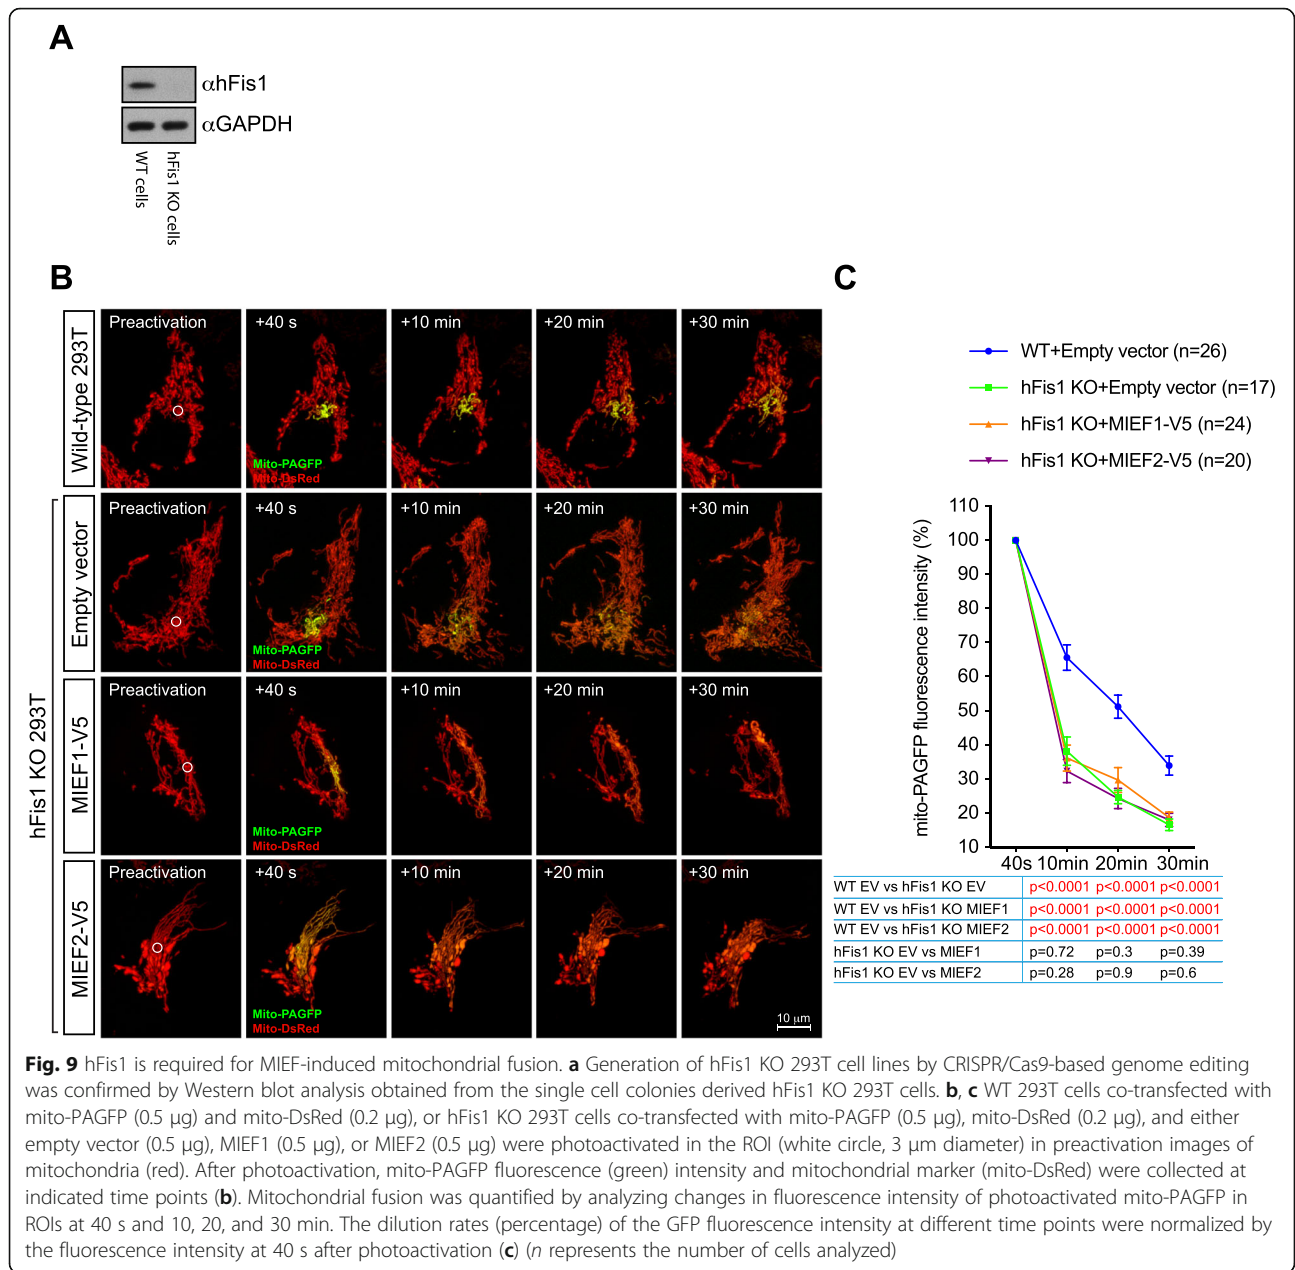 A
αhFis1
αGAPDH
WT cells
hFis1 KO cells
B
Wild-type 293T
Preactivation
+40 s
+10 min
+20 min
+30 min
Mito-PAGFP
Mito-DsRed
hFis1 KO 293T
Empty vector
Preactivation
+40 s
+10 min
+20 min
+30 min
Mito-PAGFP
Mito-DsRed
MIEF1-V5
Preactivation
+40 s
+10 min
+20 min
+30 min
Mito-PAGFP
Mito-DsRed
MIEF2-V5
Preactivation
+40 s
+10 min
+20 min
+30 min
Mito-PAGFP
Mito-DsRed
10 µm
C
WT+Empty vector (n=26)
hFis1 KO+Empty vector (n=17)
hFis1 KO+MIEF1-V5 (n=24)
hFis1 KO+MIEF2-V5 (n=20)
mito-PAGFP fluorescence intensity (%)
110
100
90
80
70
60
50
40
30
20
10
40s 10min 20min 30min
WT EV vs hFis1 KO EV p<0.0001 p<0.0001 p<0.0001
WT EV vs hFis1 KO MIEF1 p<0.0001 p<0.0001 p<0.0001
WT EV vs hFis1 KO MIEF2 p<0.0001 p<0.0001 p<0.0001
hFis1 KO EV vs MIEF1 p=0.72 p=0.3 p=0.39
hFis1 KO EV vs MIEF2 p=0.28 p=0.9 p=0.6
Fig. 9 hFis1 is required for MIEF-induced mitochondrial fusion. a Generation of hFis1 KO 293T cell lines by CRISPR/Cas9-based genome editing
was confirmed by Western blot analysis obtained from the single cell colonies derived hFis1 KO 293T cells. b, c WT 293T cells co-transfected with
mito-PAGFP (0.5 µg) and mito-DsRed (0.2 µg), or hFis1 KO 293T cells co-transfected with mito-PAGFP (0.5 µg), mito-DsRed (0.2 µg), and either
empty vector (0.5 µg), MIEF1 (0.5 µg), or MIEF2 (0.5 µg) were photoactivated in the ROI (white circle, 3 µm diameter) in preactivation images of
mitochondria (red). After photoactivation, mito-PAGFP fluorescence (green) intensity and mitochondrial marker (mito-DsRed) were collected at
indicated time points (b). Mitochondrial fusion was quantified by analyzing changes in fluorescence intensity of photoactivated mito-PAGFP in
ROIs at 40 s and 10, 20, and 30 min. The dilution rates (percentage) of the GFP fluorescence intensity at different time points were normalized by
the fluorescence intensity at 40 s after photoactivation (c) (n represents the number of cells analyzed)